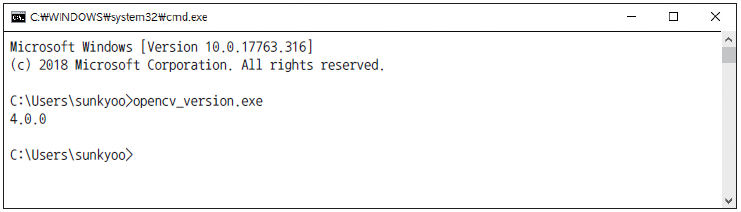 C:₩WINDOWS₩system32₩cmd.exe
Microsoft Windows [Version 10.0.17763.316]
(c) 2018 Microsoft Corporation. All rights reserved.
C:\Users\sunkyoo>opencv_version.exe
4.0.0
C:\Users\sunkyoo>